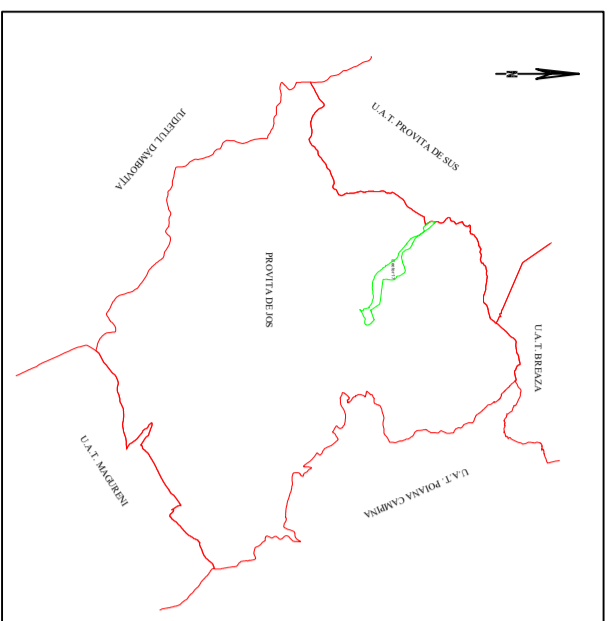 N
U.A.T. PROVITA DE SUS
JUDETUL DAMBOVITA
PROVITA DE JOS
U.A.T. BREAZA
U.A.T. POIANA CAMPINA
U.A.T. MAGURENI